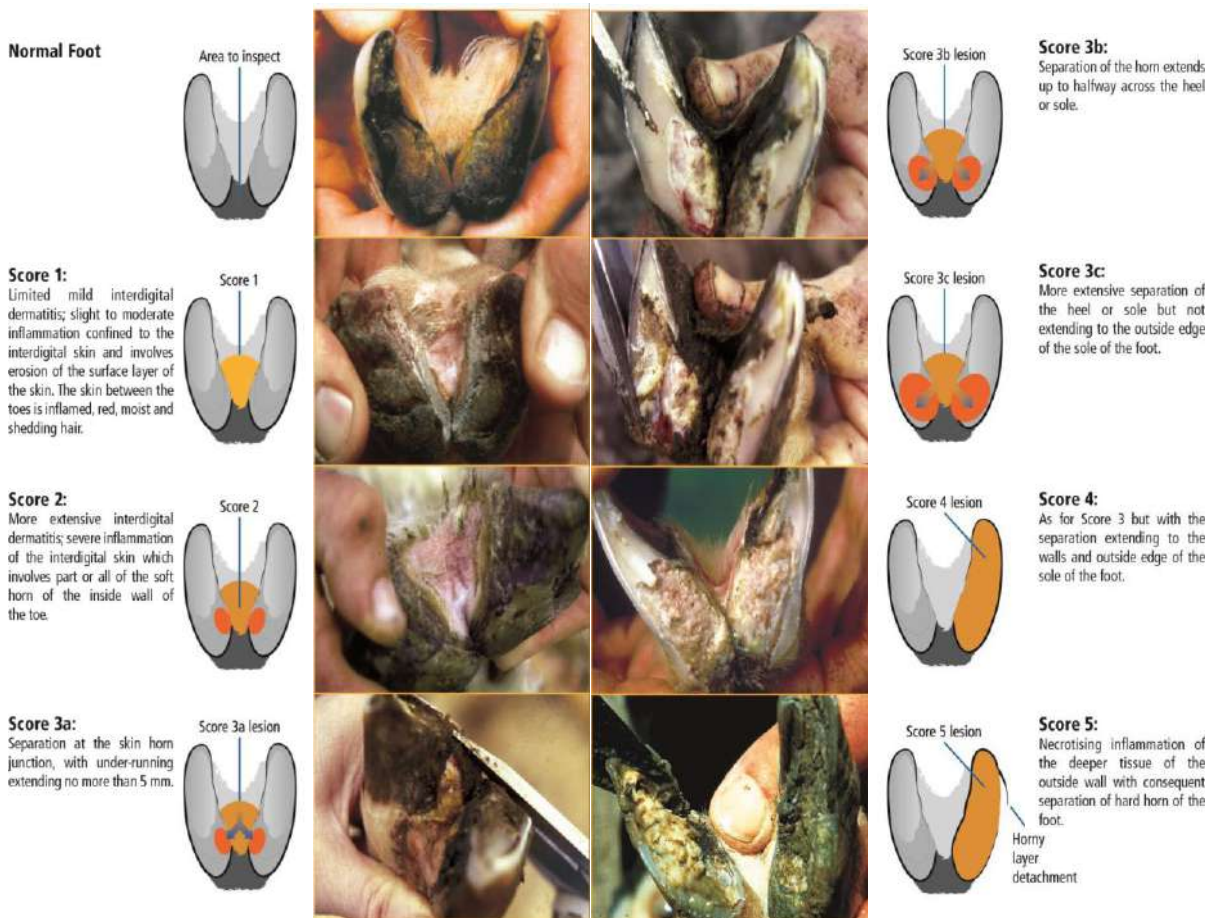 Normal Foot
Area to inspect
Score 1:
Limited mild interdigital
dermatitis; slight to moderate
inflammation confined to the
interdigital skin and involves
erosion of the surface layer of
the skin. The skin between the
toes is inflamed, red, moist and
shedding hair.
Score 1
Score 2:
More extensive interdigital
dermatitis; severe inflammation
of the interdigital skin which
involves part or all of the soft
horn of the inside wall of
the toe.
Score 2
Score 3a:
Separation at the skin horn
junction, with under-running
extending no more than 5 mm.
Score 3a lesion
Score 3b lesion
Score 3b:
Separation of the horn extends
up to halfway across the heel
or sole.
Score 3c lesion
Score 3c:
More extensive separation of
the heel or sole but not
extending to the outside edge
of the sole of the foot.
Score 4 lesion
Score 4:
As for Score 3 but with the
separation extending to the
walls and outside edge of the
sole of the foot.
Score 5 lesion
Horny
layer
detachment
Score 5:
Necrotising inflammation of
the deeper tissue of the
outside wall with consequent
separation of hard horn of the
foot.